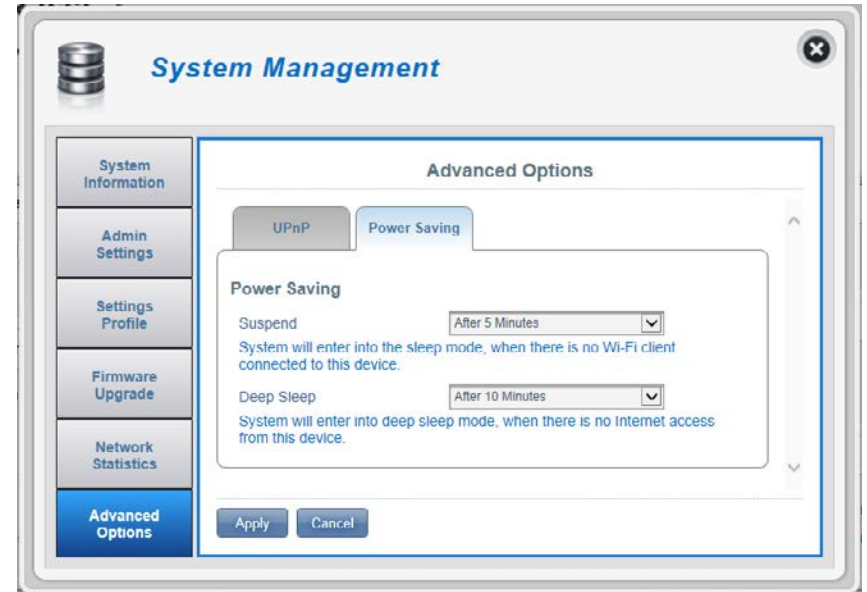 System Management
System
Information
Admin
Settings
Settings
Profile
Firmware
Upgrade
Network
Statistics
Advanced
Options
Advanced Options
UPnP
Power Saving
Power Saving
Suspend
After 5 Minutes
System will enter into the sleep mode, when there is no Wi-Fi client
connected to this device.
Deep Sleep
After 10 Minutes
System will enter into deep sleep mode, when there is no Internet access
from this device.
Apply
Cancel